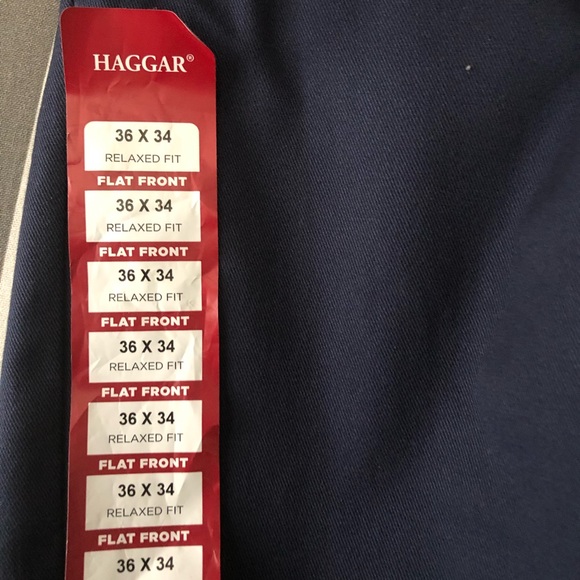 HAGGAR®
36 X 34
RELAXED FIT
FLAT FRONT
36 X 34
RELAXED FIT
FLAT FRONT
36 X 34
RELAXED FIT
FLAT FRONT
36 X 34
RELAXED FIT
FLAT FRONT
36 X 34
RELAXED FIT
FLAT FRONT
36 X 34
RELAXED FIT
FLAT FRONT
36 X 34